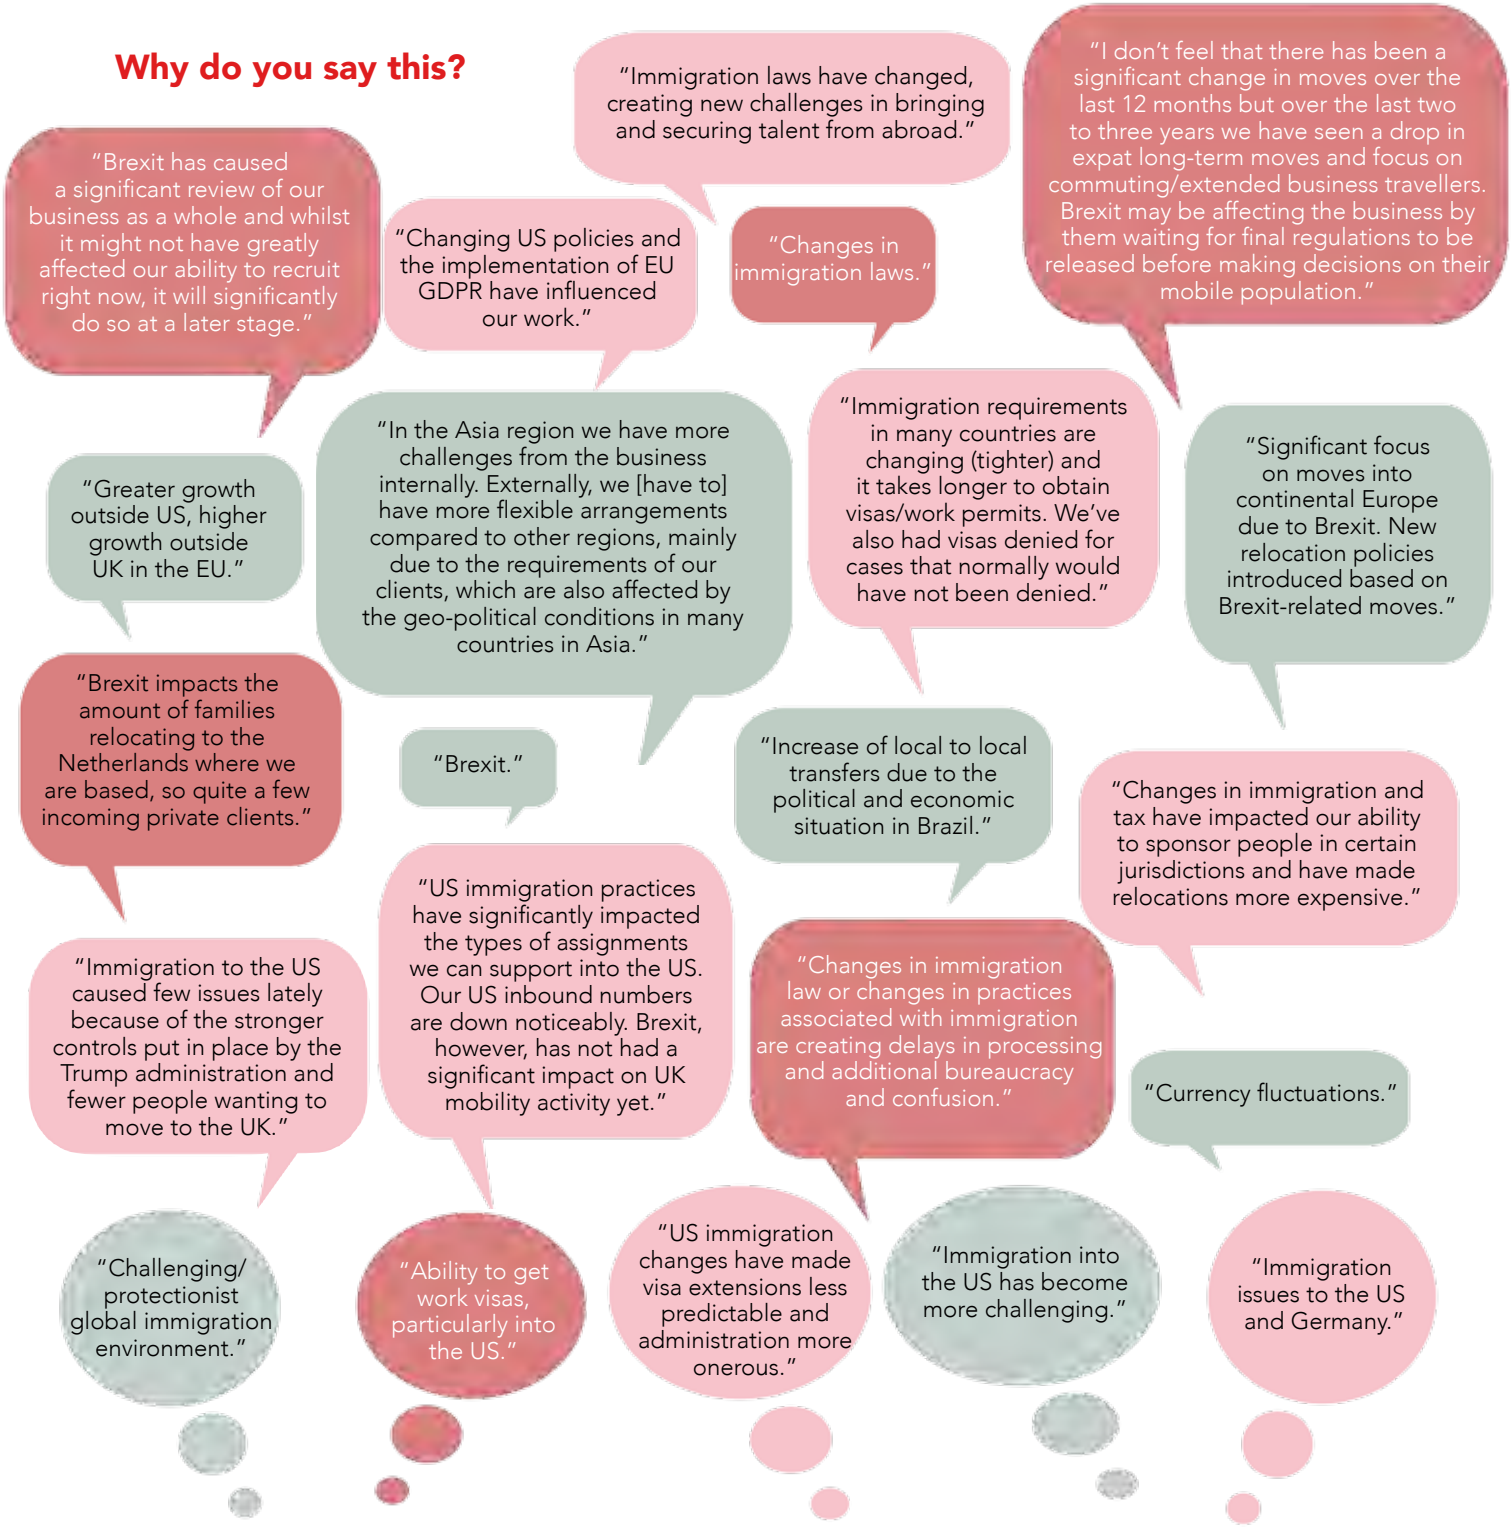 Why do you say this?
“Immigration laws have changed,
creating new challenges in bringing
and securing talent from abroad.”
“I don’t feel that there has been a
significant change in moves over the
last 12 months but over the last two
to three years we have seen a drop in
expat long-term moves and focus on
commuting/extended business travellers.
Brexit may be affecting the business by
them waiting for final regulations to be
released before making decisions on their
mobile population.”
“Brexit has caused
a significant review of our
business as a whole and whilst
it might not have greatly
affected our ability to recruit
right now, it will significantly
do so at a later stage.”
“Changing US policies and
the implementation of EU
GDPR have influenced
our work.”
“Changes in
immigration laws.”
“Greater growth
outside US, higher
growth outside
UK in the EU.”
“In the Asia region we have more
challenges from the business
internally. Externally, we [have to]
have more flexible arrangements
compared to other regions, mainly
due to the requirements of our
clients, which are also affected by
the geo-political conditions in many
countries in Asia.”
“Immigration requirements
in many countries are
changing (tighter) and
it takes longer to obtain
visas/work permits. We’ve
also had visas denied for
cases that normally would
have not been denied.”
“Significant focus
on moves into
continental Europe
due to Brexit. New
relocation policies
introduced based on
Brexit-related moves.”
“Brexit impacts the
amount of families
relocating to the
Netherlands where we
are based, so quite a few
incoming private clients.”
“Brexit.”
“Increase of local to local
transfers due to the
political and economic
situation in Brazil.”
“Changes in immigration and
tax have impacted our ability
to sponsor people in certain
jurisdictions and have made
relocations more expensive.”
“Immigration to the US
caused few issues lately
because of the stronger
controls put in place by the
Trump administration and
fewer people wanting to
move to the UK.”
“US immigration practices
have significantly impacted
the types of assignments
we can support into the US.
Our US inbound numbers
are down noticeably. Brexit,
however, has not had a
significant impact on UK
mobility activity yet.”
“Changes in immigration
law or changes in practices
associated with immigration
are creating delays in processing
and additional bureaucracy
and confusion.”
“Currency fluctuations.”
“Challenging/
protectionist
global immigration
environment.”
“Ability to get
work visas,
particularly into
the US.”
“US immigration
changes have made
visa extensions less
predictable and
administration more
onerous.”
“Immigration into
the US has become
more challenging.”
“Immigration
issues to the US
and Germany.”